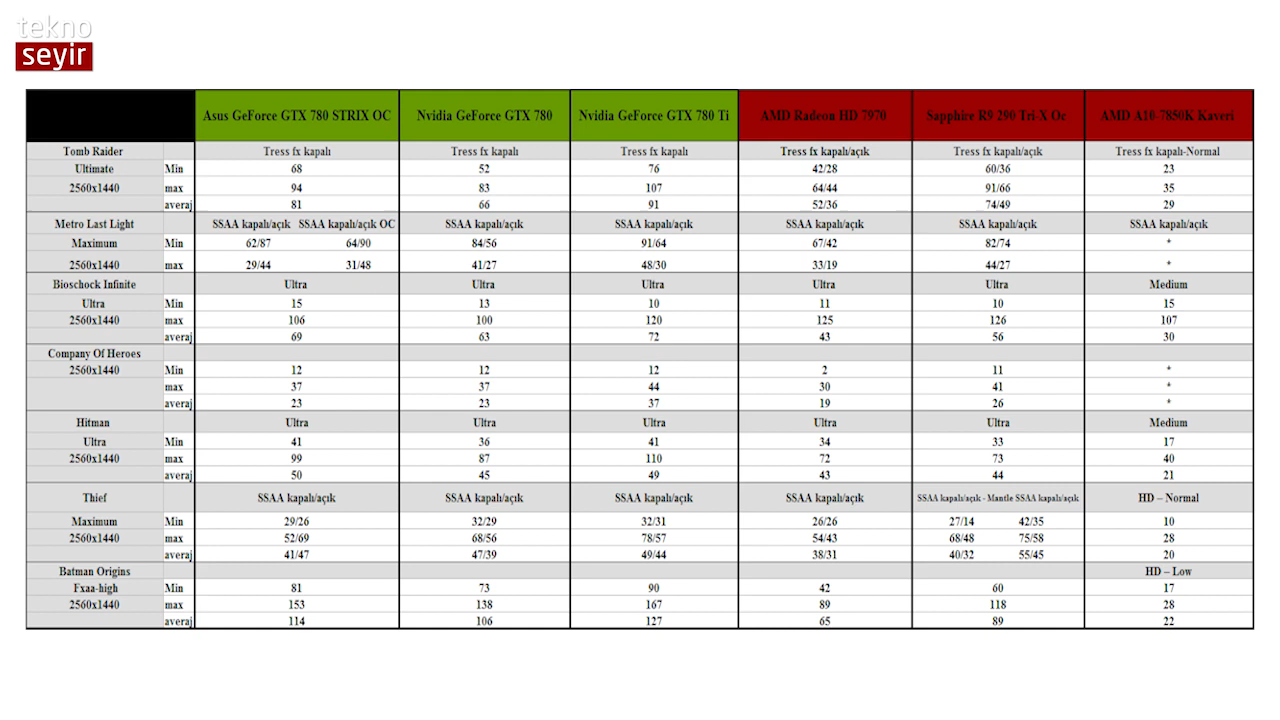 tekno
seyir
Asus GeForce GTX 780 STRIX OC Nvidia GeForce GTX 780 Nvidia GeForce GTX 780 Ti AMD Radeon HD 7970 Sapphire R9 290 Tri-X Oc AMD A10-7850K Kaveri
Tomb Raider Tress fx kapalı Tress fx kapalı Tress fx kapalı Tress fx kapalı/açık Tress fx kapalı/açık Tress fx kapalı-Normal
Ultimate Min 68 52 76 42/28 60/36 23
2560x1440 max 94 83 107 64/44 91/66 35
averaj 81 66 91 52/36 74/49 29
Metro Last Light SSAA kapalı/açık SSAA kapalı/açık OC SSAA kapalı/açık SSAA kapalı/açık SSAA kapalı/açık SSAA kapalı/açık SSAA kapalı/açık
Maximum Min 62/87 64/90 84/56 91/64 67/42 82/74 *
2560x1440 max 29/44 31/48 41/27 48/30 33/19 44/27 *
Bioschock Infinite Ultra Ultra Ultra Ultra Ultra Medium
Ultra Min 15 13 10 11 10 15
2560x1440 max 106 100 120 125 126 107
averaj 69 63 72 43 56 30
Company Of Heroes
2560x1440 Min 12 12 12 2 11 *
max 37 37 44 30 41 *
averaj 23 23 37 19 26 *
Hitman Ultra Ultra Ultra Ultra Ultra Medium
Ultra Min 41 36 41 34 33 17
2560x1440 max 99 87 110 72 73 40
averaj 50 45 49 43 44 21
Thief SSAA kapalı/açık SSAA kapalı/açık SSAA kapalı/açık SSAA kapalı/açık SSAA kapalı/açık - Mantle SSAA kapalı/açık HD – Normal
Maximum Min 29/26 32/29 32/31 26/26 27/14 42/35 10
2560x1440 max 52/69 68/56 78/57 54/43 68/48 75/58 28
averaj 41/47 47/39 49/44 38/31 40/32 55/45 20
Batman Origins HD – Low
Fxaa-high Min 81 73 90 42 60 17
2560x1440 max 153 138 167 89 118 28
averaj 114 106 127 65 89 22